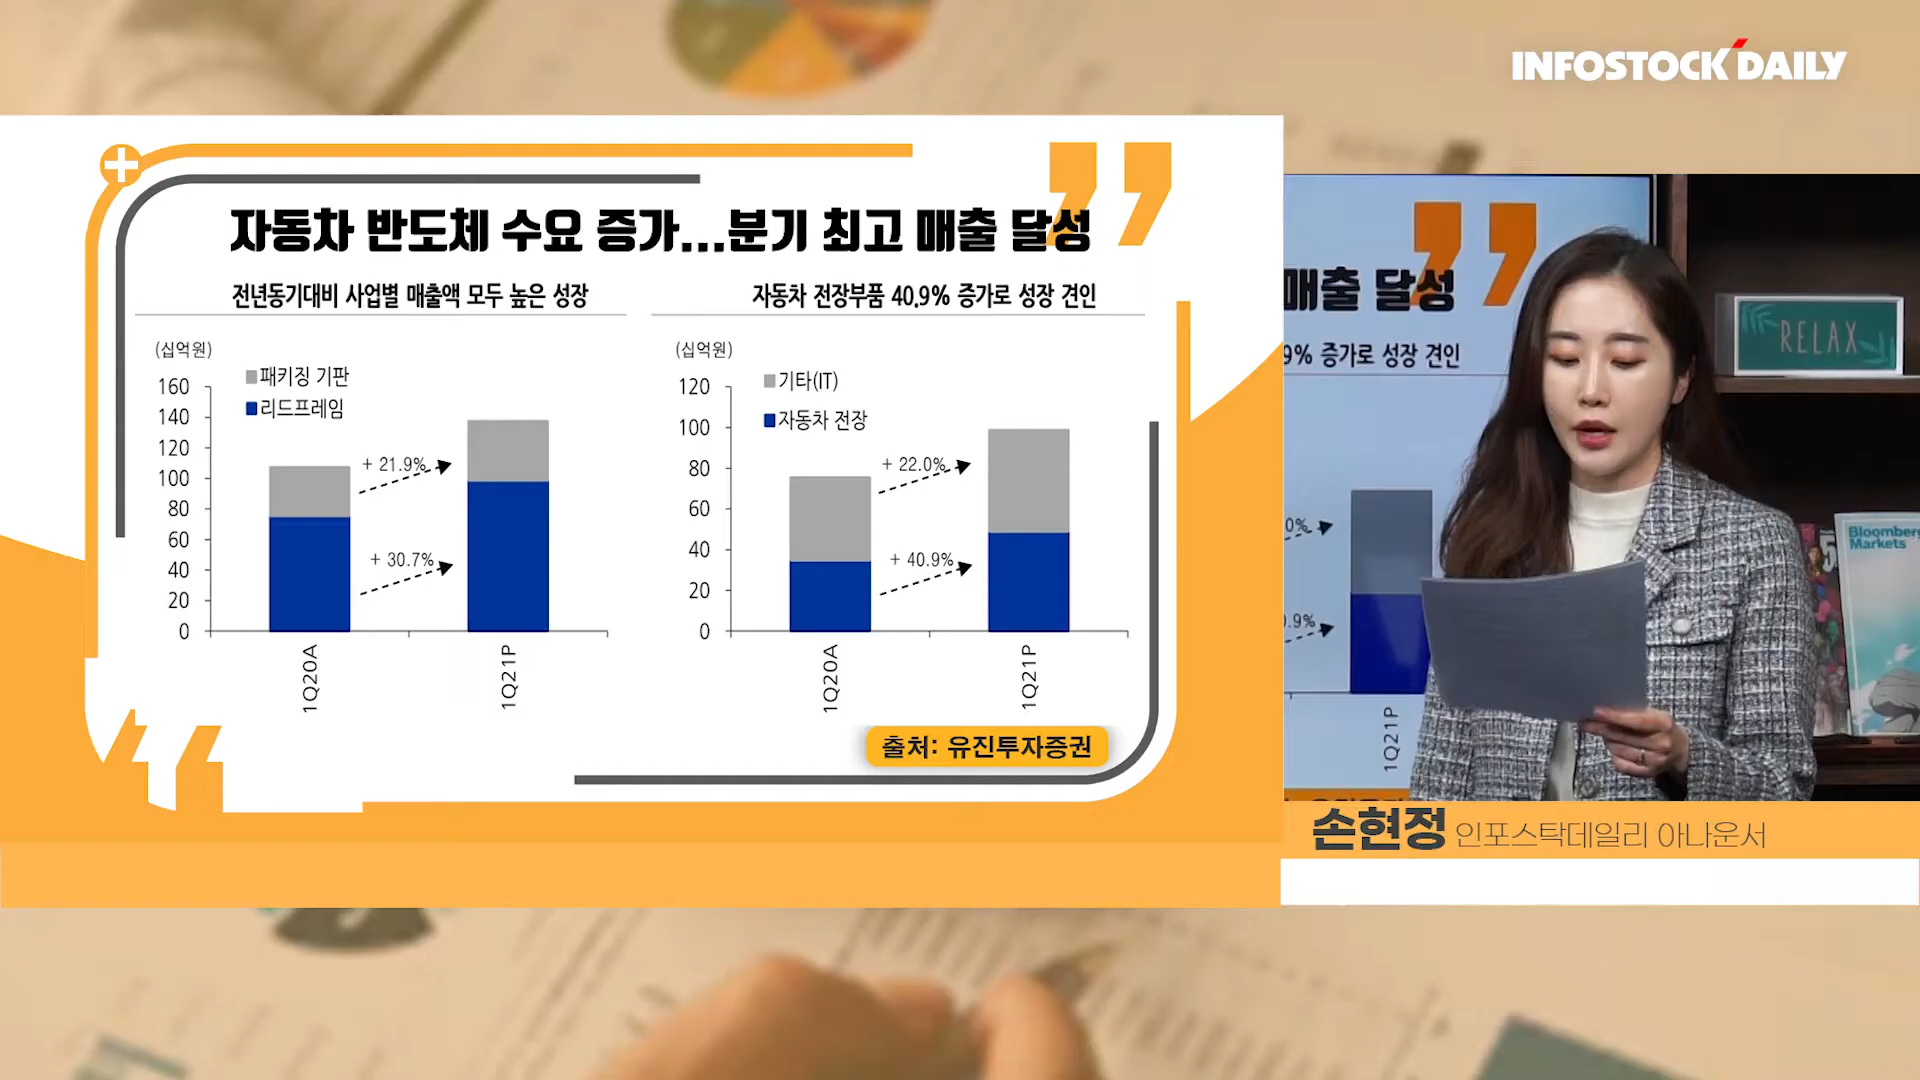 INFOSTOCK DAILY
자동차 반도체 수요 증가...분기 최고 매출 달성
전년동기대비 사업별 매출액 모두 높은 성장
(십억원)
패키징 기판
리드프레임
160
140
120
100
80
60
40
20
0
+ 21.9%
+ 30.7%
1Q20A
1Q21P
자동차 전장부품 40.9% 증가로 성장 견인
(십억원)
기타(IT)
자동차 전장
120
100
80
60
40
20
0
+ 22.0%
+ 40.9%
1Q20A
1Q21P
출처: 유진투자증권
매출 달성
9% 증가로 성장 견인
0%
.9%
1Q21P
RELAX
Bloomberg
Markets
손현정 인포스탁데일리 아나운서